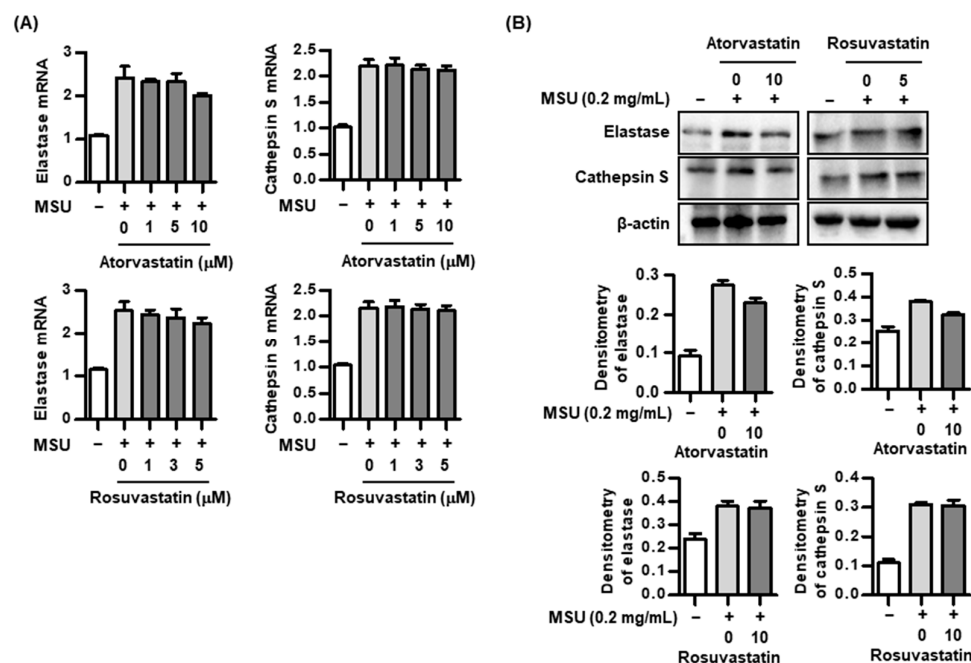 (A)
Elastase mRNA
3
2
1
0
– + + + +
MSU
0 1 5 10
Atorvastatin (μM)
Cathepsin S mRNA
2.5
2.0
1.5
1.0
0.5
0.0
– + + + +
MSU
0 1 5 10
Atorvastatin (μM)
Elastase mRNA
3
2
1
0
– + + + +
MSU
0 1 3 5
Rosuvastatin (μM)
Cathepsin S mRNA
2.5
2.0
1.5
1.0
0.5
0.0
– + + + +
MSU
0 1 3 5
Rosuvastatin (μM)
(B)
Atorvastatin Rosuvastatin
0 10 0 5
MSU (0.2 mg/mL) – + + – + +
Elastase
Cathepsin S
β-actin
Densitometry
of elastase
0.3
0.2
0.1
0.0
MSU (0.2 mg/mL) – + +
0 10
Atorvastatin
Densitometry
of cathepsin S
0.5
0.4
0.3
0.2
0.1
0.0
– + +
0 10
Atorvastatin
Densitometry
of elastase
0.5
0.4
0.3
0.2
0.1
0.0
MSU (0.2 mg/mL) – + +
0 10
Rosuvastatin
Densitometry
of cathepsin S
0.4
0.3
0.2
0.1
0.0
– + +
0 10
Rosuvastatin